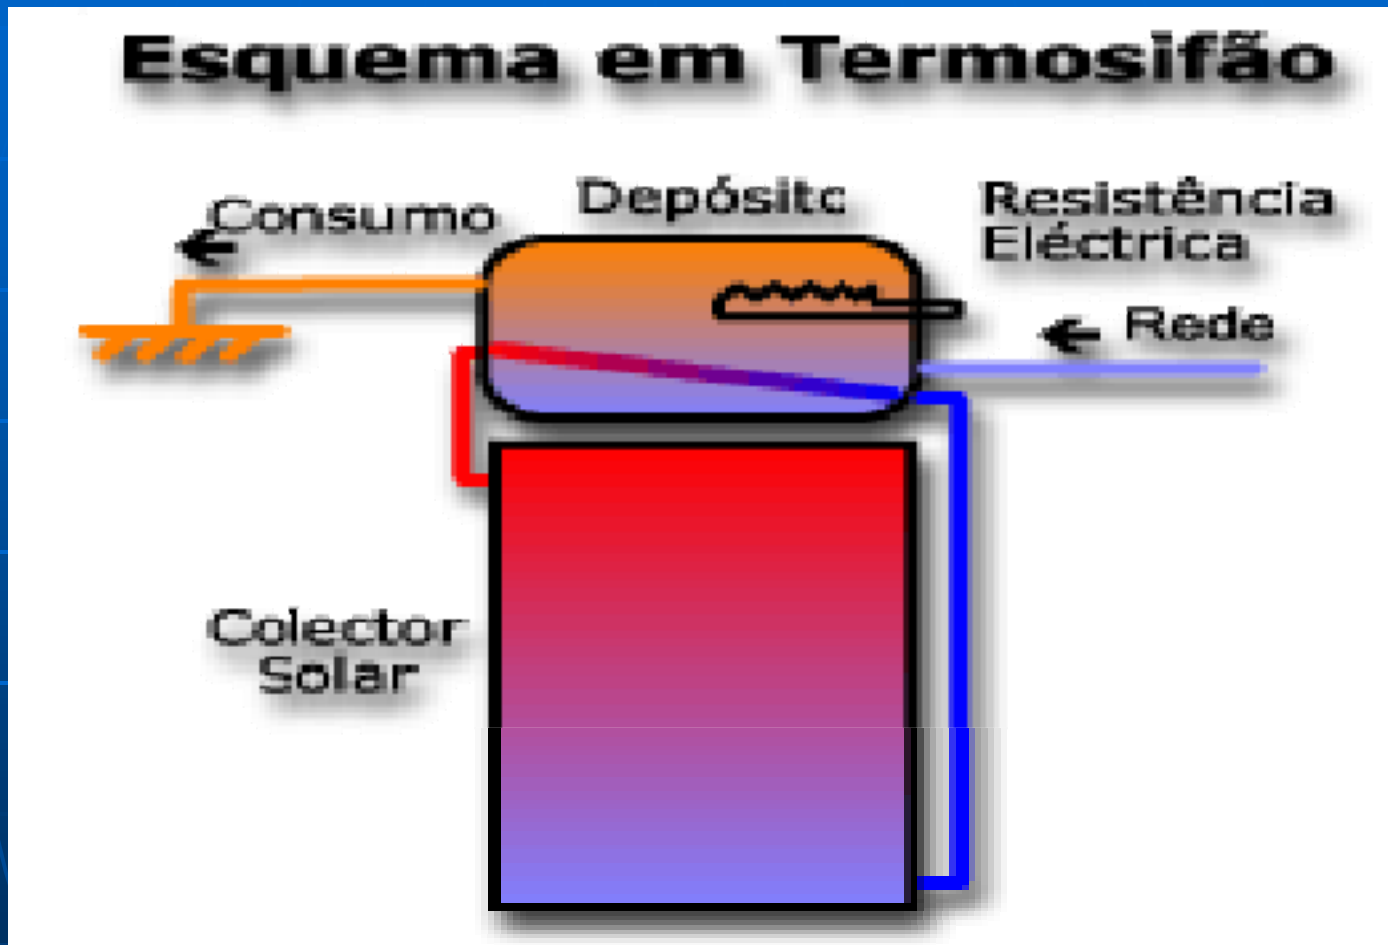 Esquema em Termosifão
Consumo
Depósito
Resistência
Eléctrica
Rede
Colector
Solar